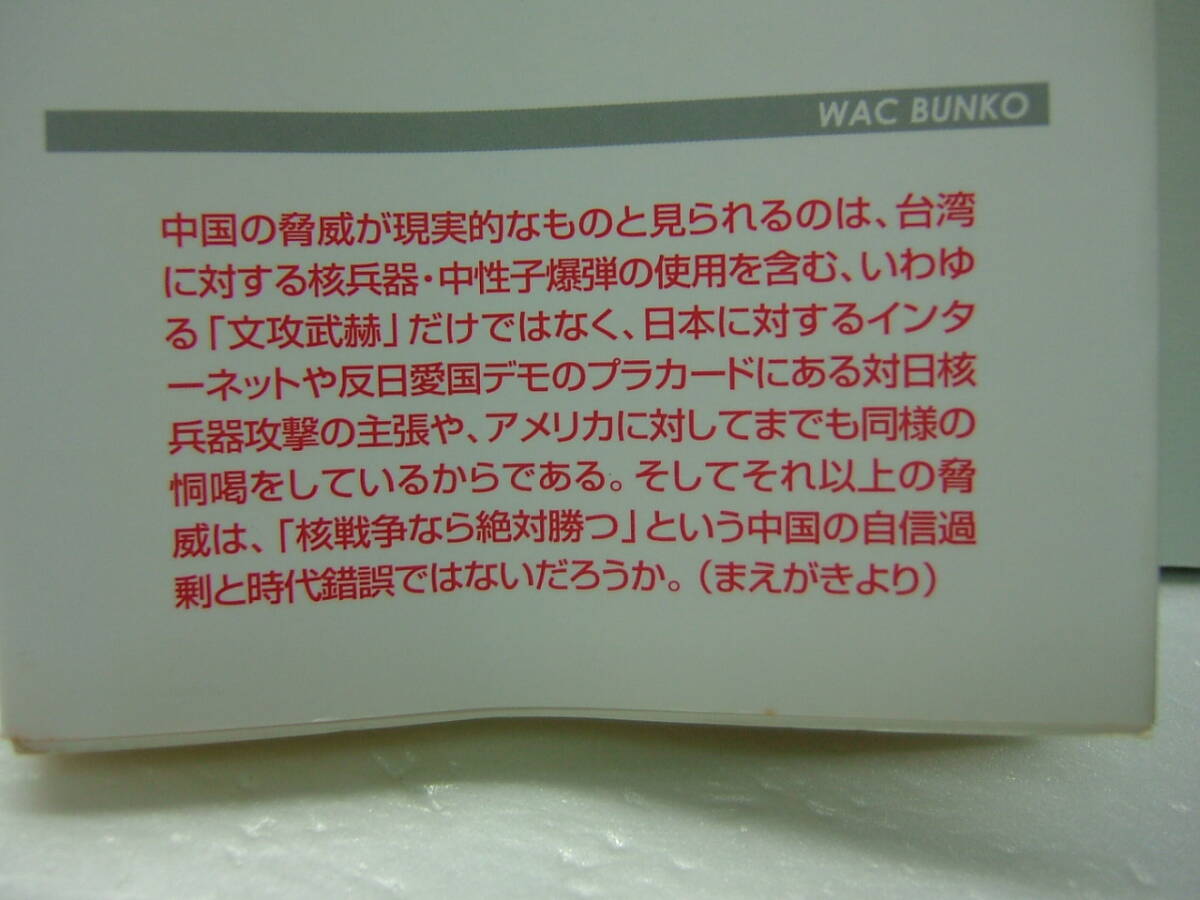 WAC BUNKO
中国の脅威が現実的なものと見られるのは、台湾
に対する核兵器・中性子爆弾の使用を含む、いわゆ
る「文攻武赫」だけではなく、日本に対するインタ
ーネットや反日愛国デモのプラカードにある対日核
兵器攻撃の主張や、アメリカに対してまでも同様の
恫喝をしているからである。そしてそれ以上の脅
威は、「核戦争なら絶対勝つ」という中国の自信過
剰と時代錯誤ではないだろうか。（まえがきより）